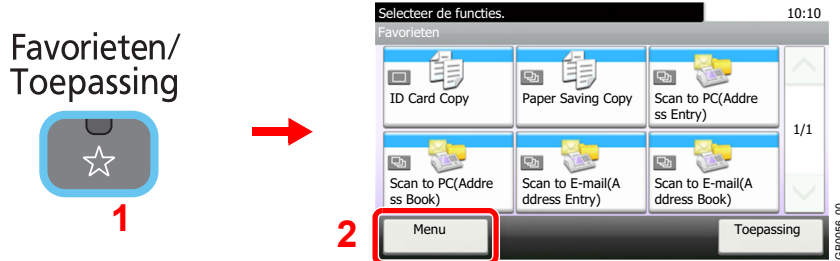 Favorieten/
Toepassing
1
Selecteer de functies.
10:10
Favorieten
ID Card Copy
Paper Saving Copy
Scan to PC(Addre
ss Entry)
1/1
Scan to PC(Addre
ss Book)
Scan to E-mail(A
ddress Entry)
Scan to E-mail(A
ddress Book)
2
Menu
Toepassing
GB0056_00